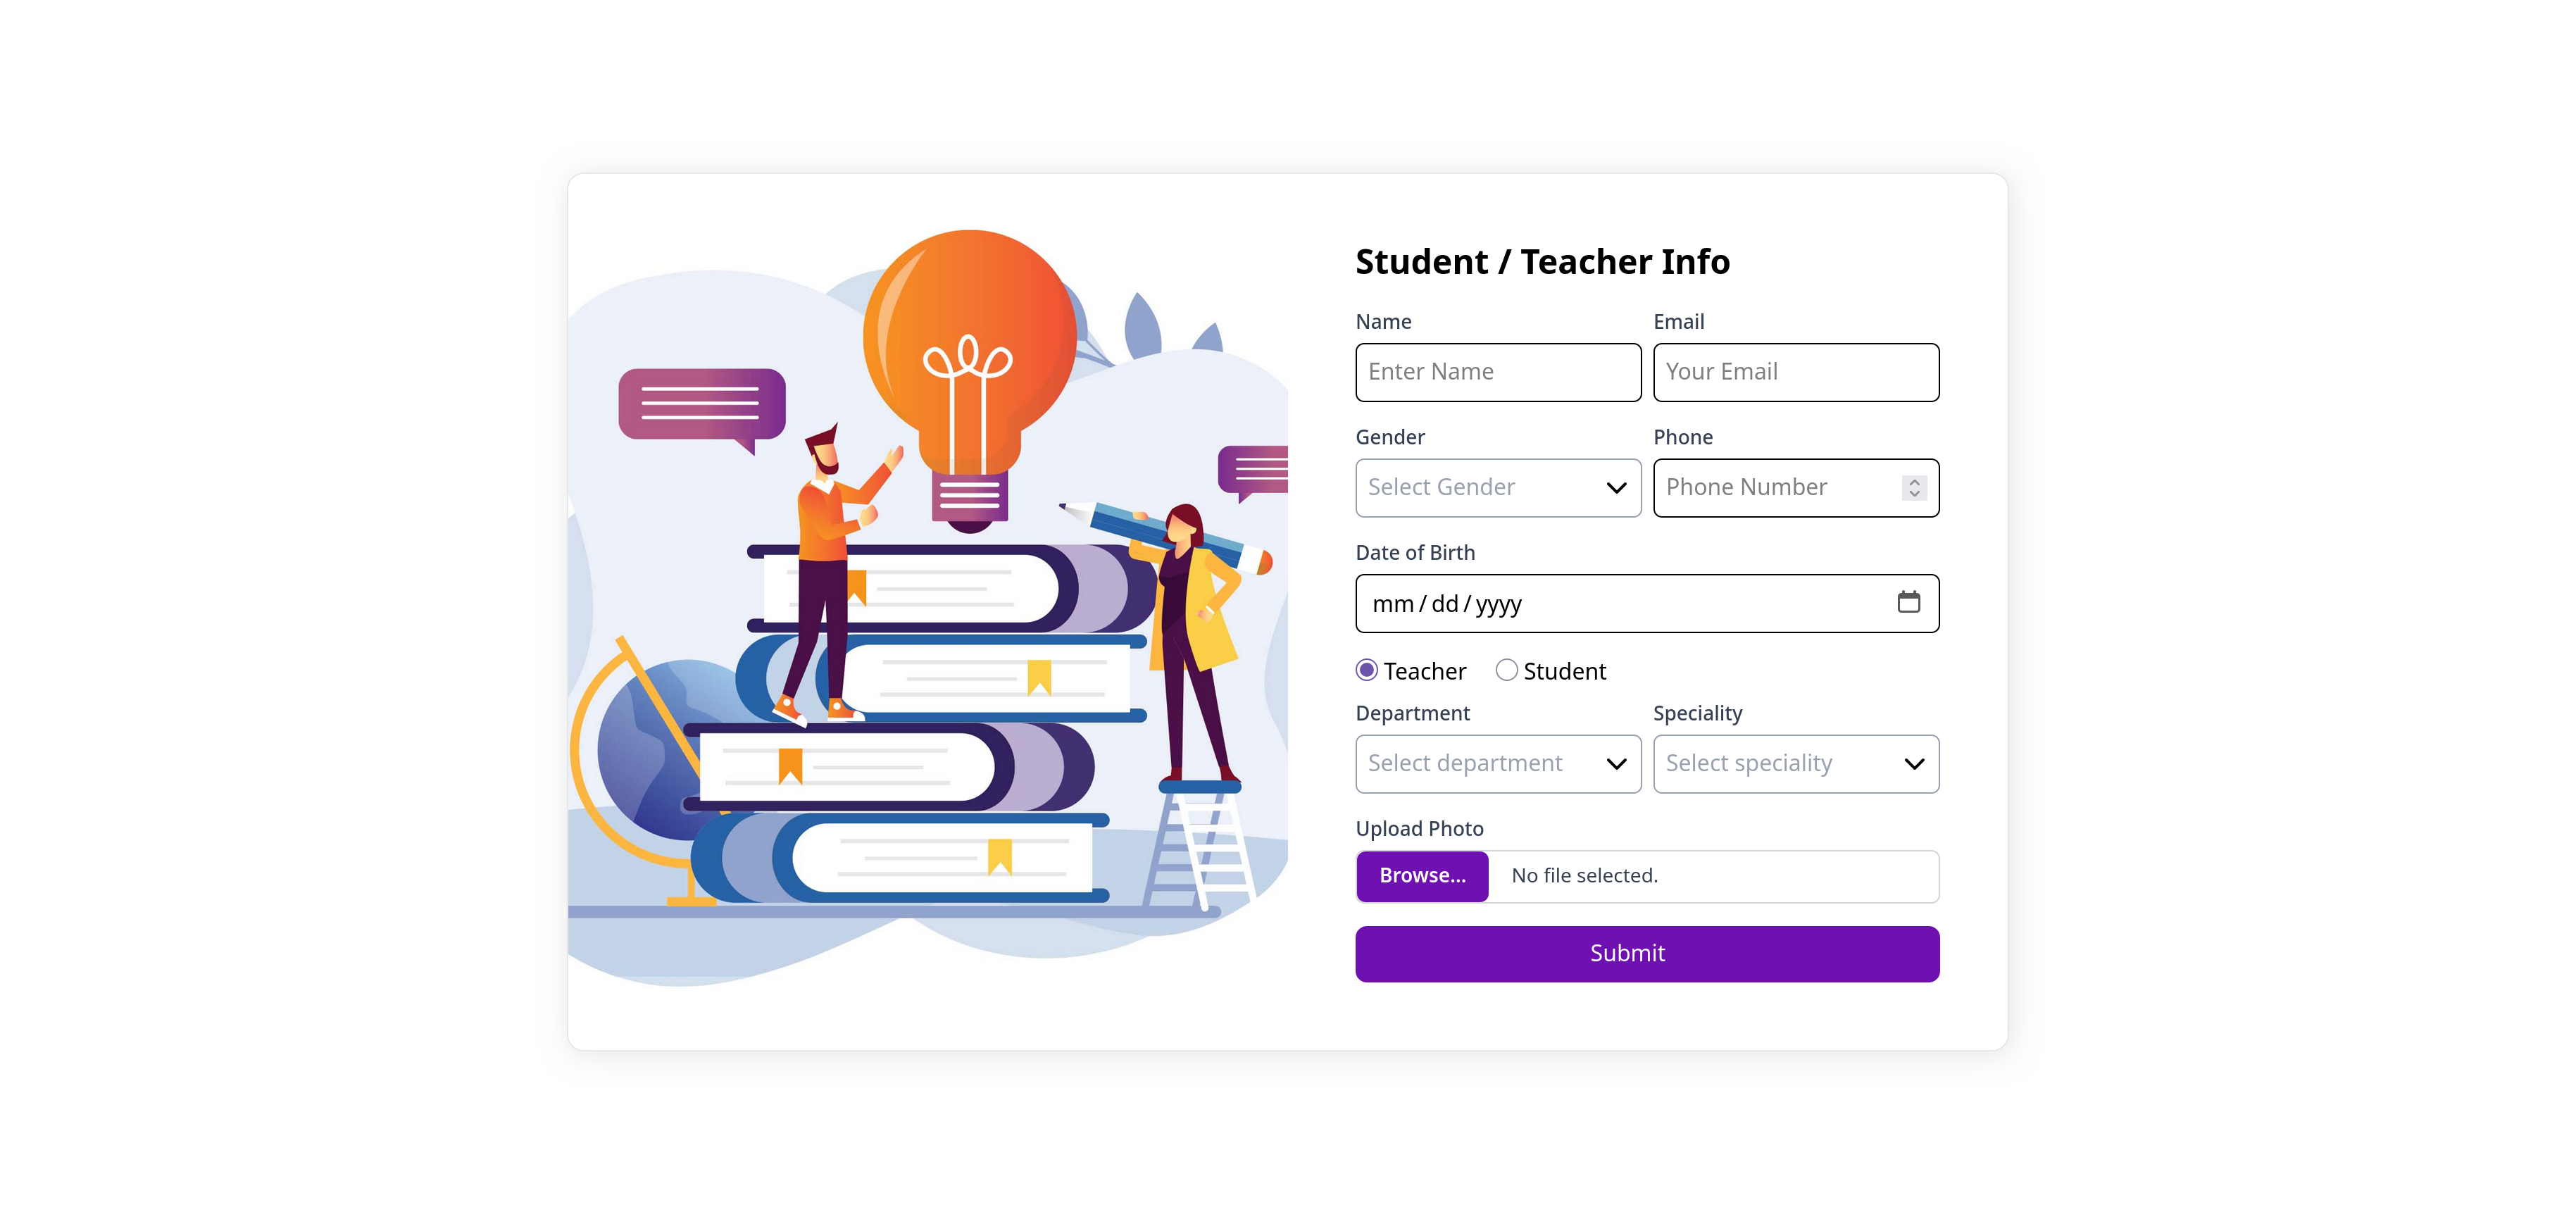 Student / Teacher Info
Name Email
Enter Name Your Email
Gender Phone
Select Gender Phone Number
Date of Birth
mm / dd / yyyy
Teacher Student
Department Speciality
Select department Select speciality
Upload Photo
Browse... No file selected.
Submit